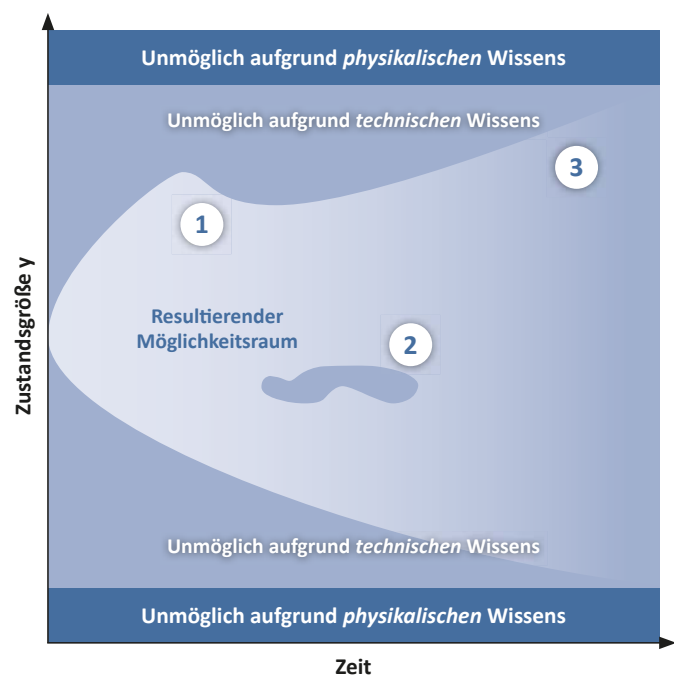 Unmöglich aufgrund physikalischen Wissens
Unmöglich aufgrund technischen Wissens
3
1
Resultierender
Möglichkeitsraum
2
Zustandsgröße y
Unmöglich aufgrund technischen Wissens
Unmöglich aufgrund physikalischen Wissens
Zeit